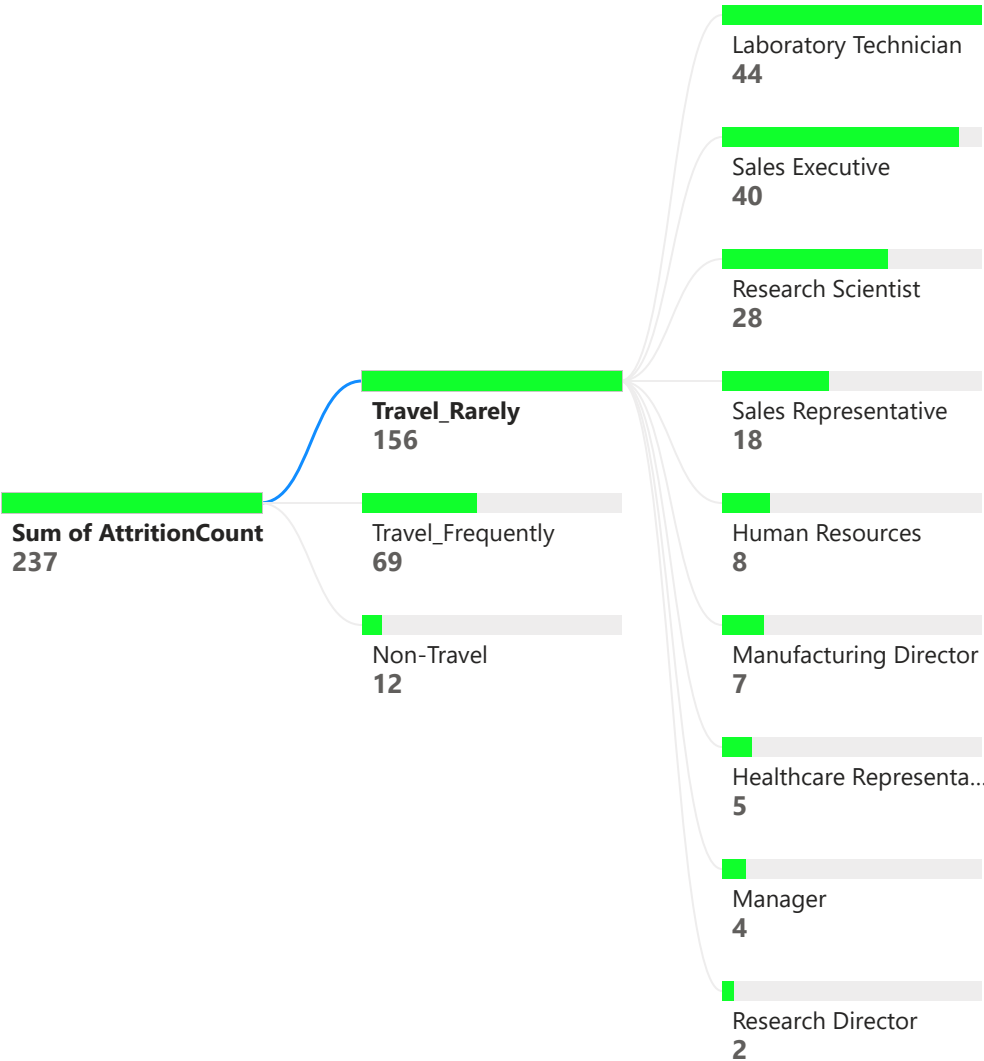 Sum of AttritionCount
237
Travel_Rarely
156
Travel_Frequently
69
Non-Travel
12
Laboratory Technician
44
Sales Executive
40
Research Scientist
28
Sales Representative
18
Human Resources
8
Manufacturing Director
7
Healthcare Representa...
5
Manager
4
Research Director
2